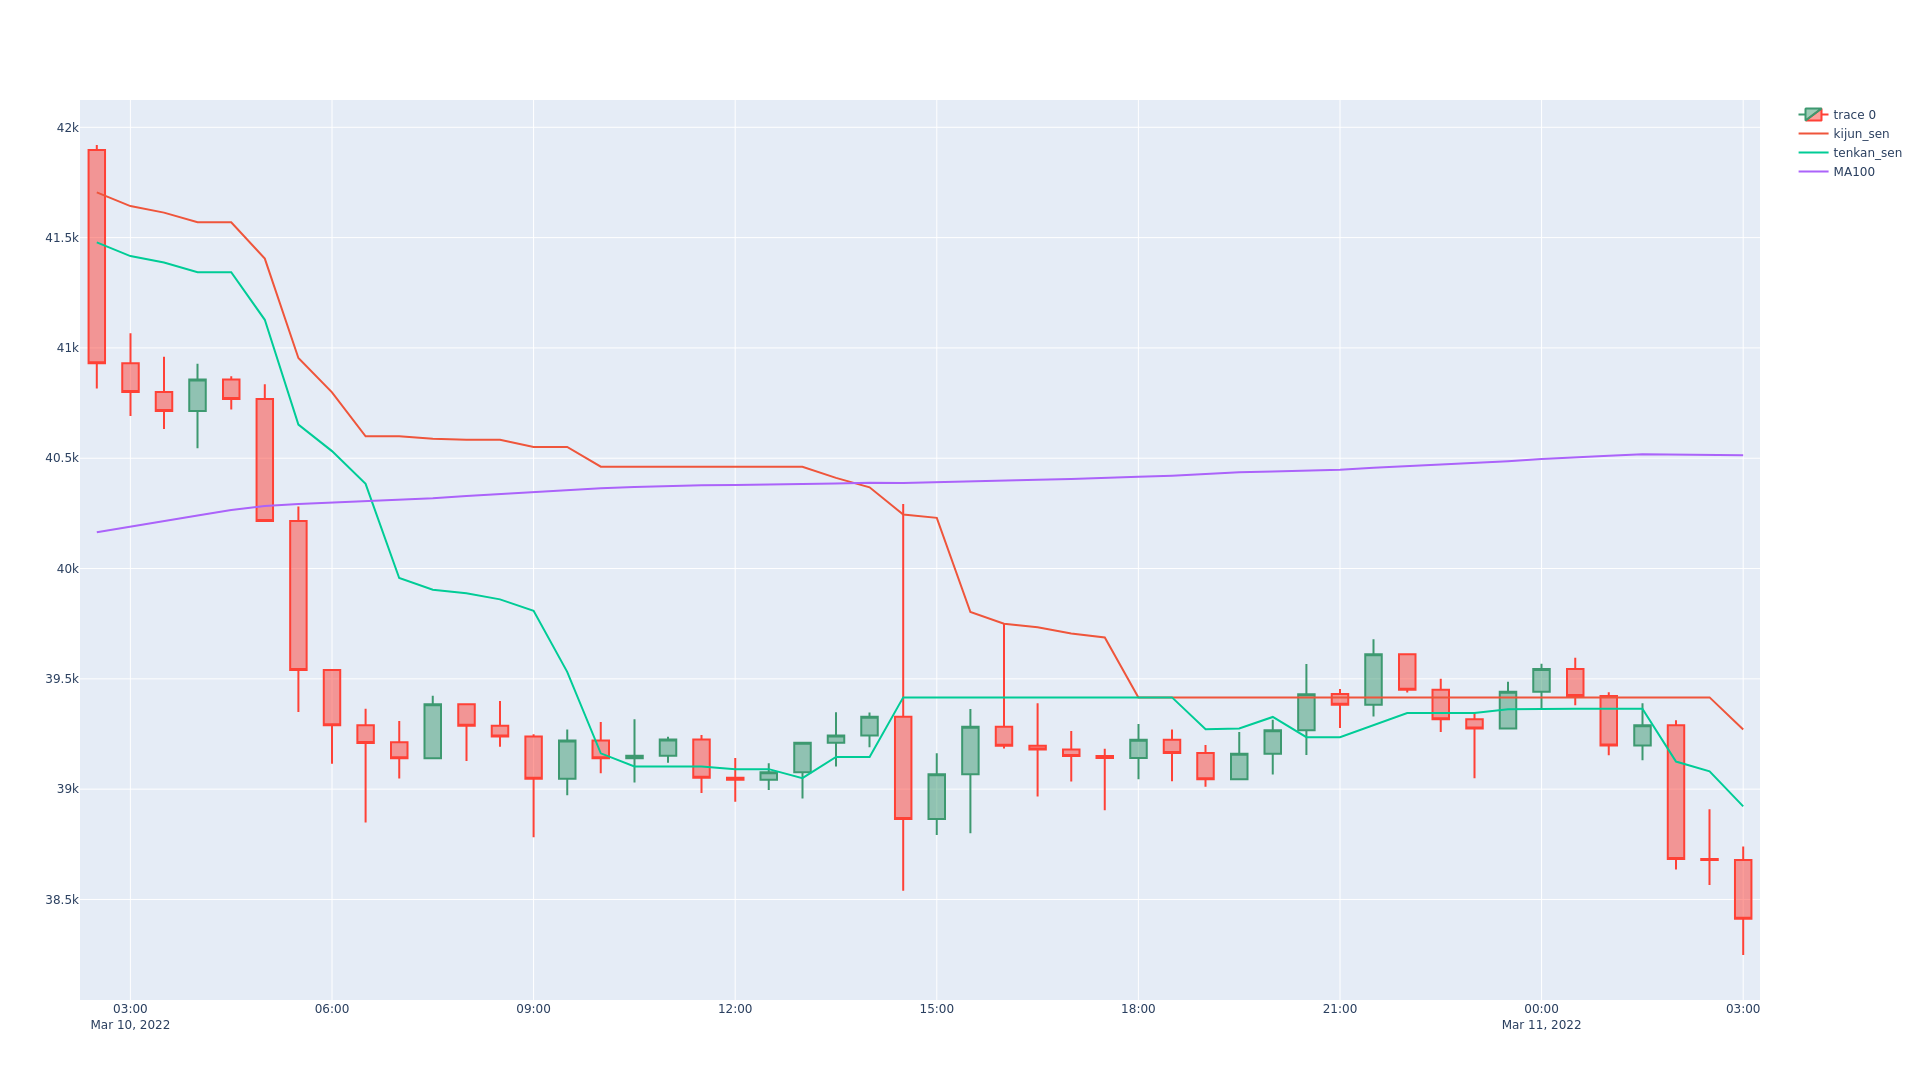 42k
41.5k
41k
40.5k
40k
39.5k
39k
38.5k
03:00 06:00 09:00 12:00 15:00 18:00 21:00 00:00 03:00
Mar 10, 2022 Mar 11, 2022
trace 0
kijun_sen
tenkan_sen
MA100